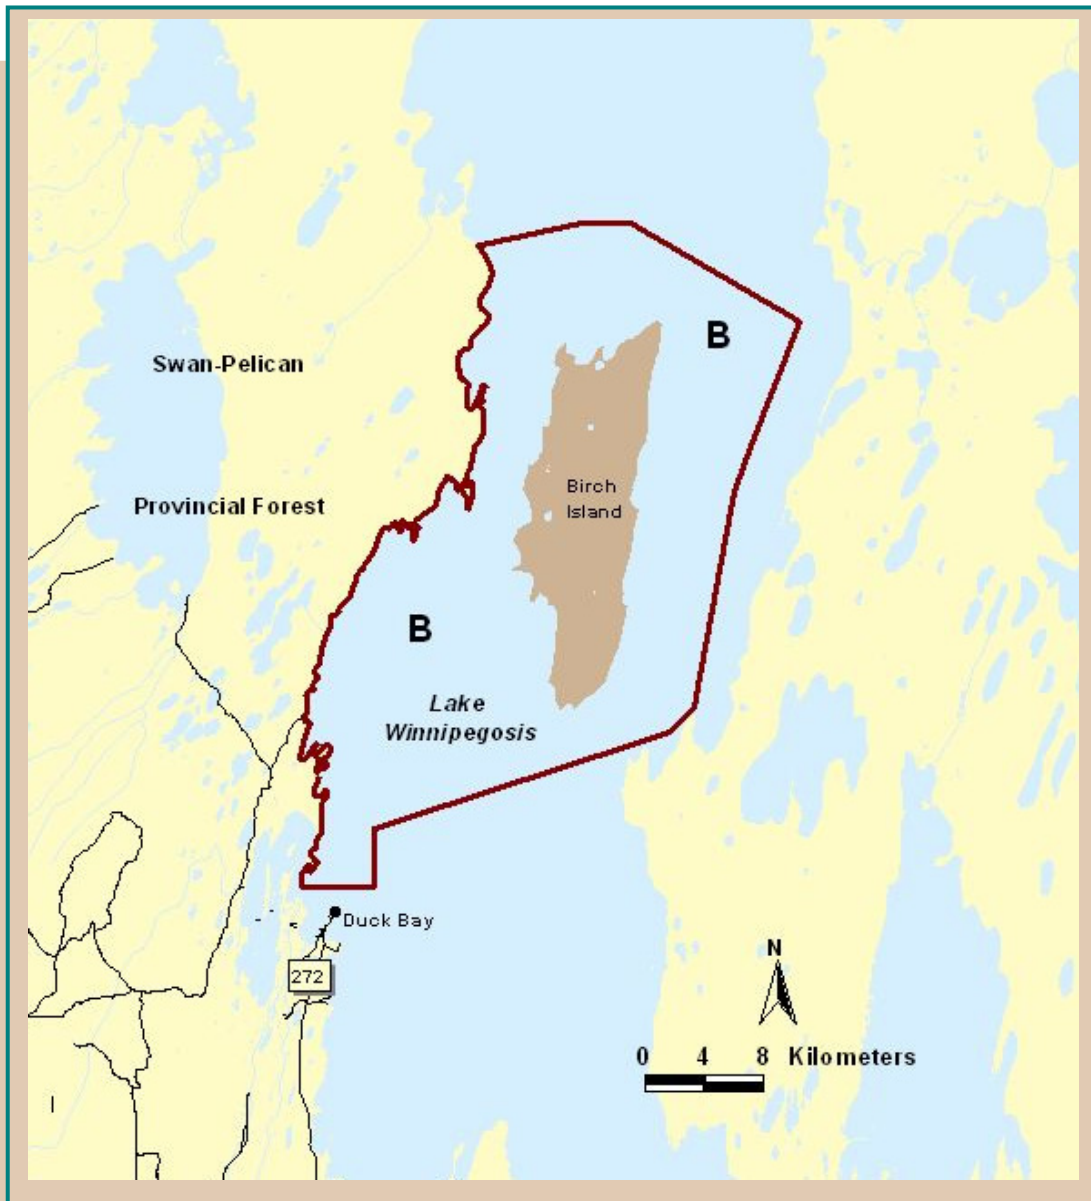 B
Swan-Pelican
Birch
Island
Provincial Forest
B
Lake
Winnipegosis
Duck Bay
272
N
0 4 8 Kilometers